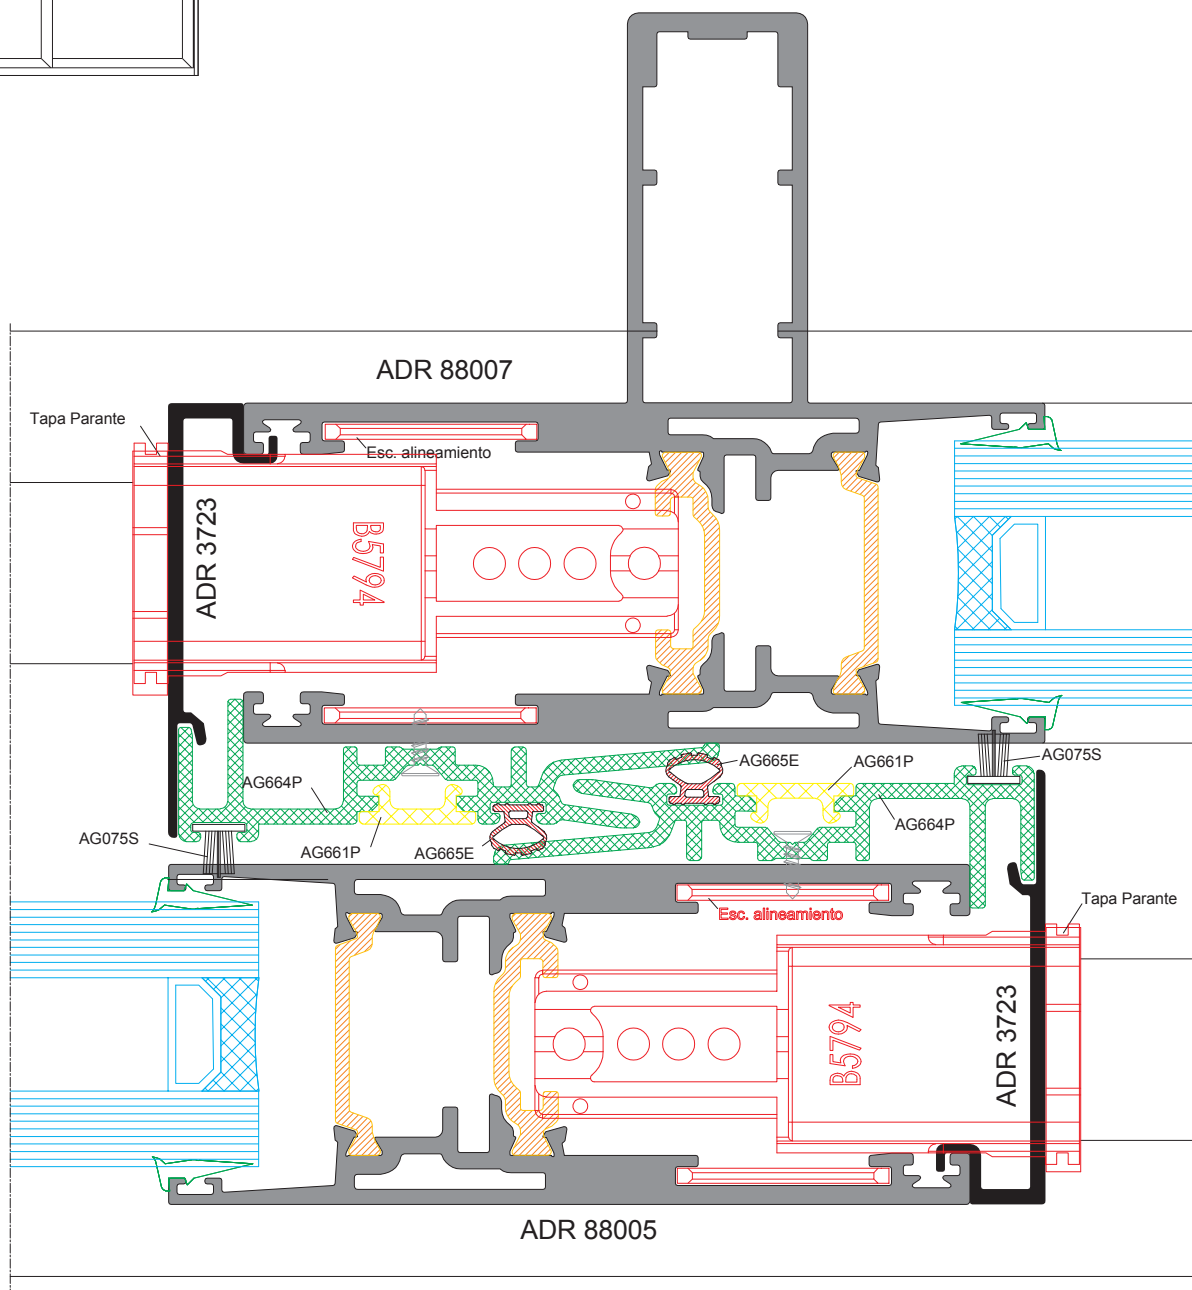 ADR 88007
Tapa Parante
Esc. alineamiento
ADR 3723
B5794
AG664P
AG665E
AG661P
AG075S
AG075S
AG661P
AG665E
AG664P
Esc. alineamiento
Tapa Parante
B5794
ADR 3723
ADR 88005